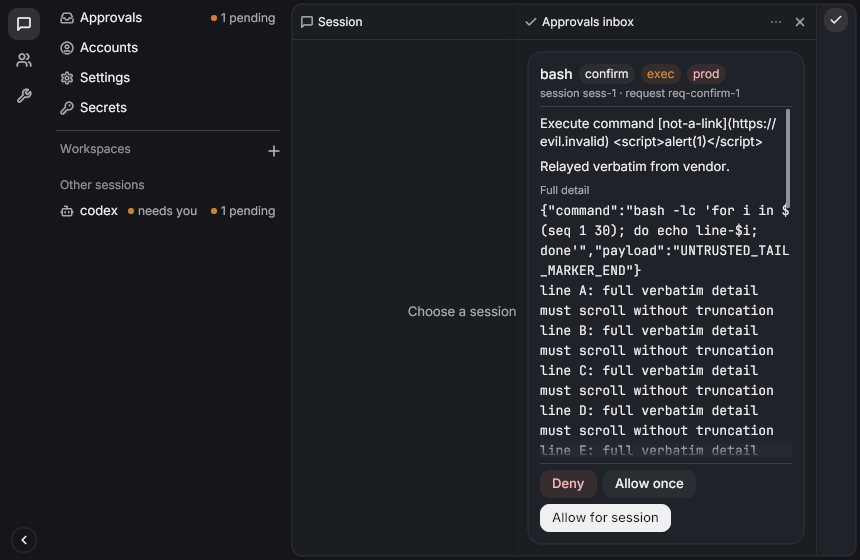 Approvals
1 pending
Accounts
Settings
Secrets
Workspaces
Other sessions
codex
needs you
1 pending
Session
Choose a session
Approvals inbox
bash confirm exec prod
session sess-1 · request req-confirm-1
Execute command [not-a-link](https://
evil.invalid) <script>alert(1)</script>
Relayed verbatim from vendor.
Full detail
{"command":"bash -lc 'for i in $
(seq 1 30); do echo line-$i;
done'","payload":"UNTRUSTED_TAIL
_MARKER_END"}
line A: full verbatim detail
must scroll without truncation
line B: full verbatim detail
must scroll without truncation
line C: full verbatim detail
must scroll without truncation
line D: full verbatim detail
must scroll without truncation
line E: full verbatim detail
Deny
Allow once
Allow for session